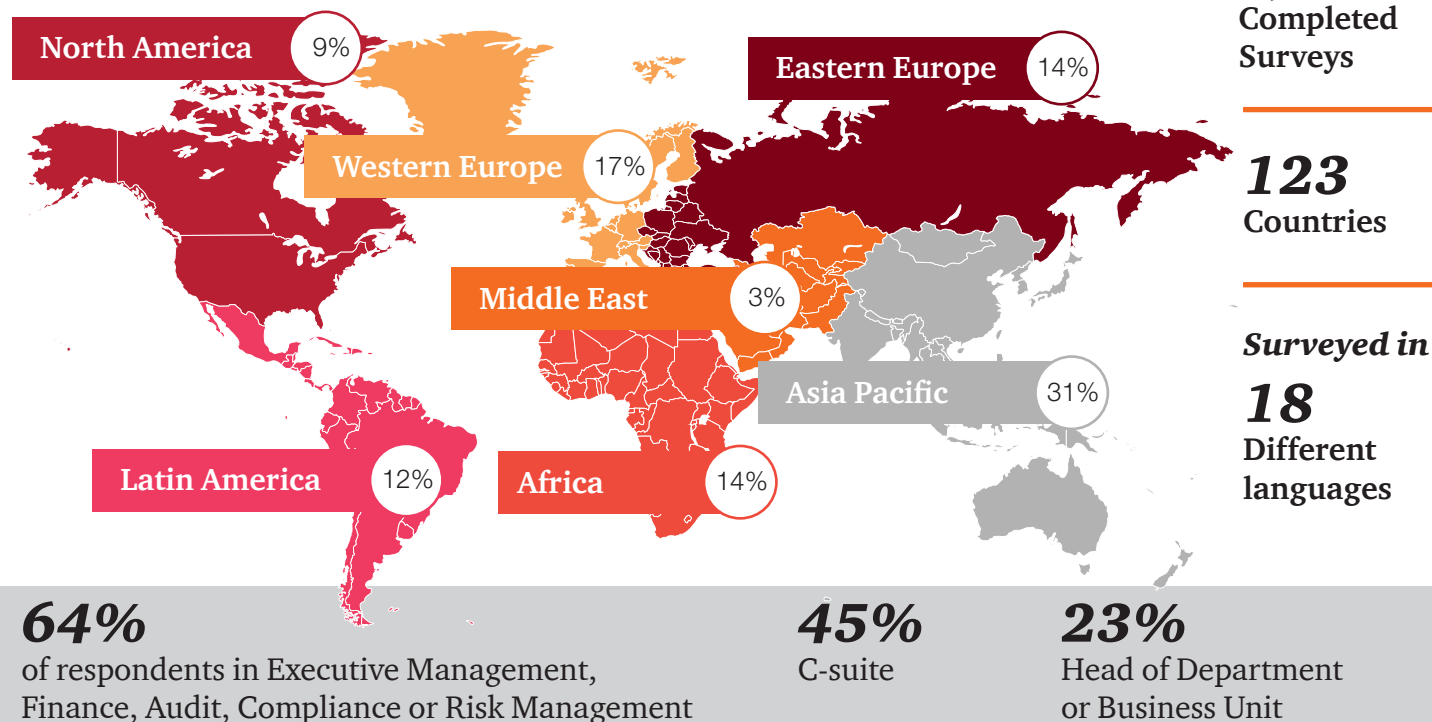 North America 9%
Eastern Europe 14%
Completed
Surveys
Western Europe 17%
123
Countries
Middle East 3%
Surveyed in
18
Different
languages
Asia Pacific 31%
Latin America 12%
Africa 14%
64%
of respondents in Executive Management,
Finance, Audit, Compliance or Risk Management
45%
C-suite
23%
Head of Department
or Business Unit